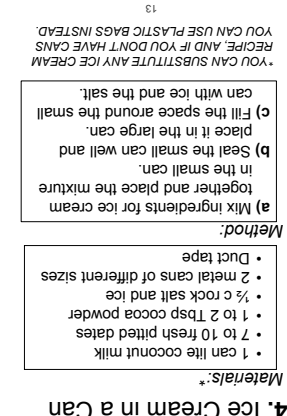 4. Ice Cream in a Can
Materials:*
• 1 can lite coconut milk
• 7 to 10 fresh pitted dates
• 1 to 2 Tbsp cocoa powder
• ½ c rock salt and ice
• 2 metal cans of different sizes
• Duct tape
Method:
a) Mix ingredients for ice cream
together and place the mixture
in the small can.
b) Seal the small can well and
place it in the large can.
c) Fill the space around the small
can with ice and the salt.
*YOU CAN SUBSTITUTE ANY ICE CREAM
RECIPE, AND IF YOU DON'T HAVE CANS
YOU CAN USE PLASTIC BAGS INSTEAD.
13